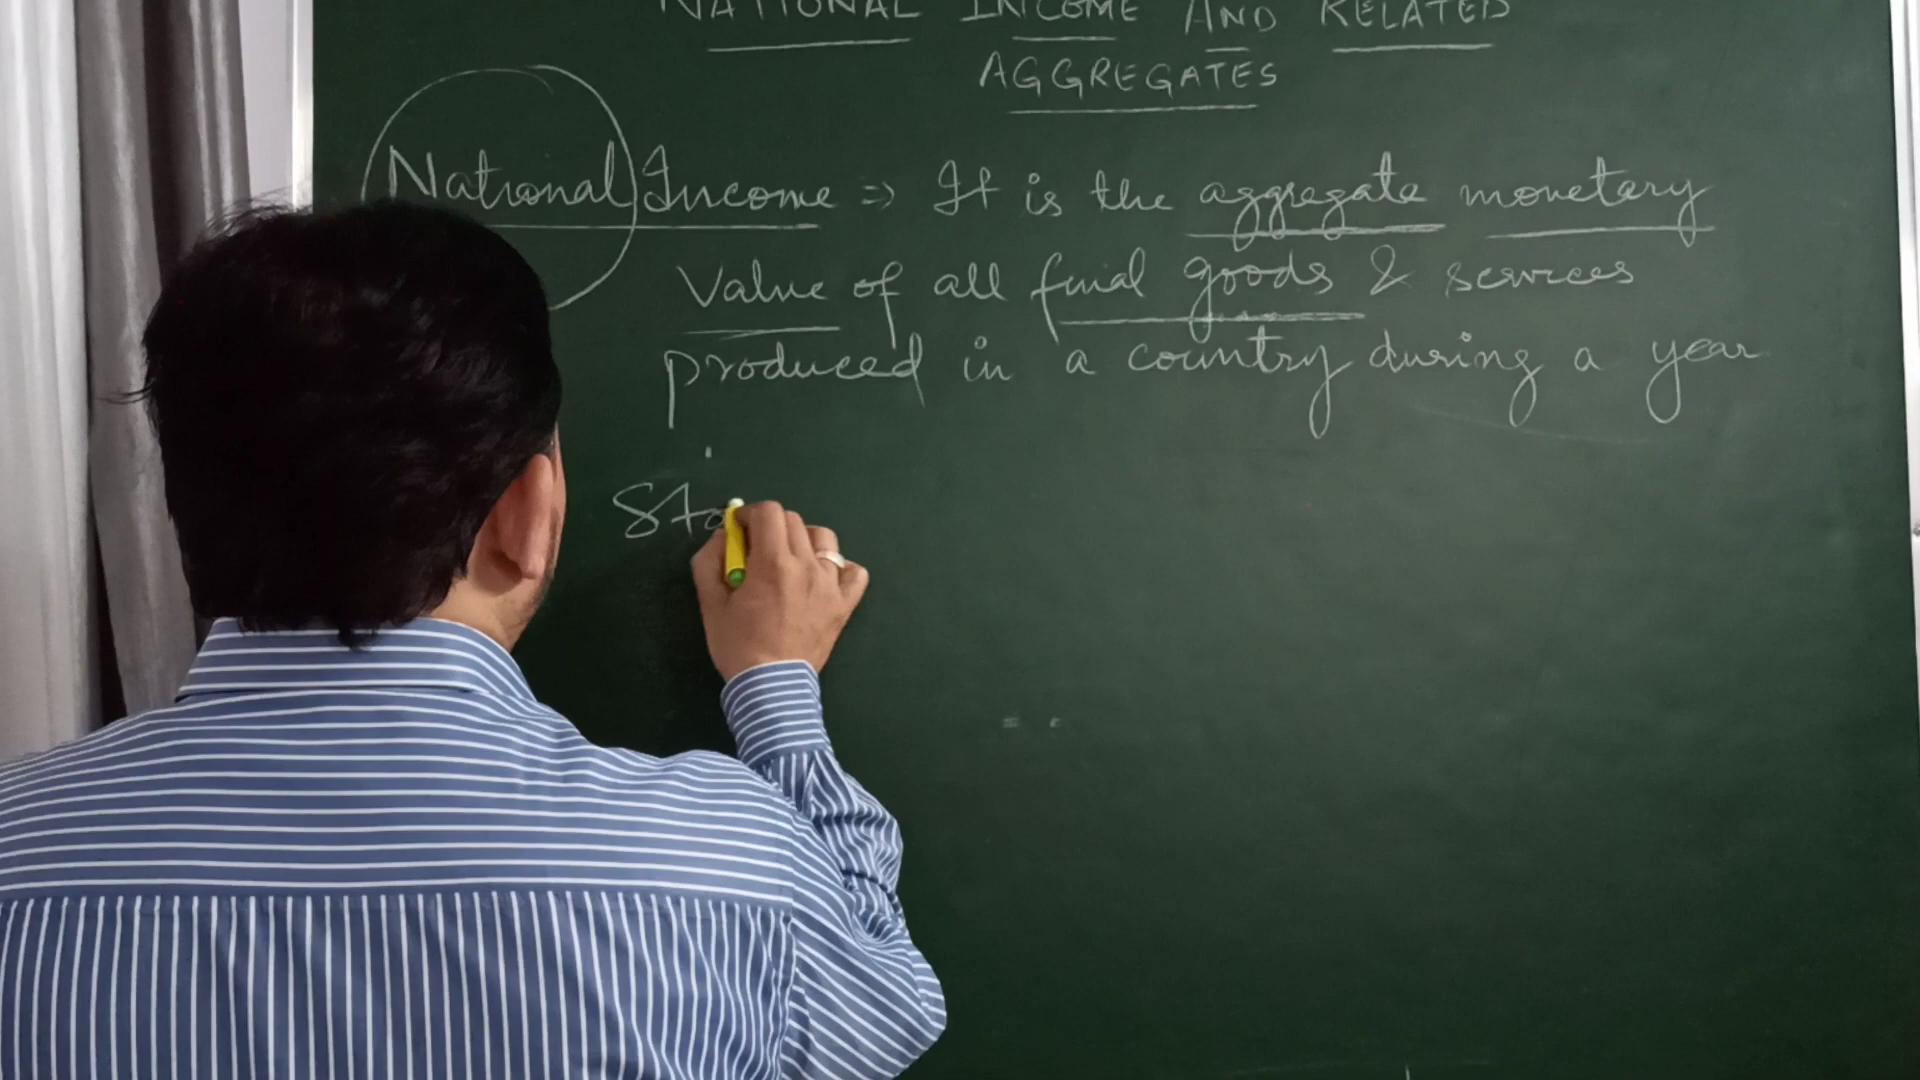 NATIONAL INCOME AND RELATED
AGGREGATES
National Income => It is the aggregate monetary
Value of all final goods & services
produced in a country during a year
Sto